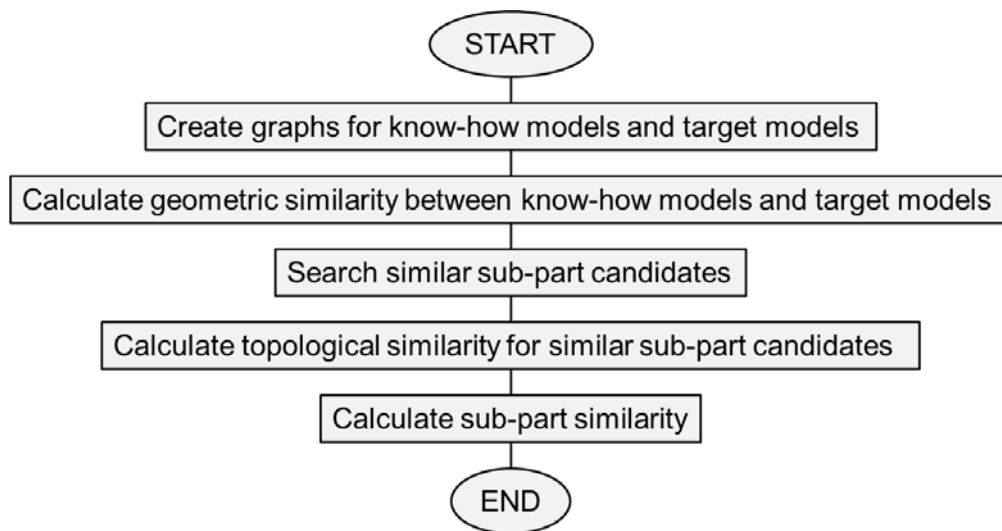 START
Create graphs for know-how models and target models
Calculate geometric similarity between know-how models and target models
Search similar sub-part candidates
Calculate topological similarity for similar sub-part candidates
Calculate sub-part similarity
END